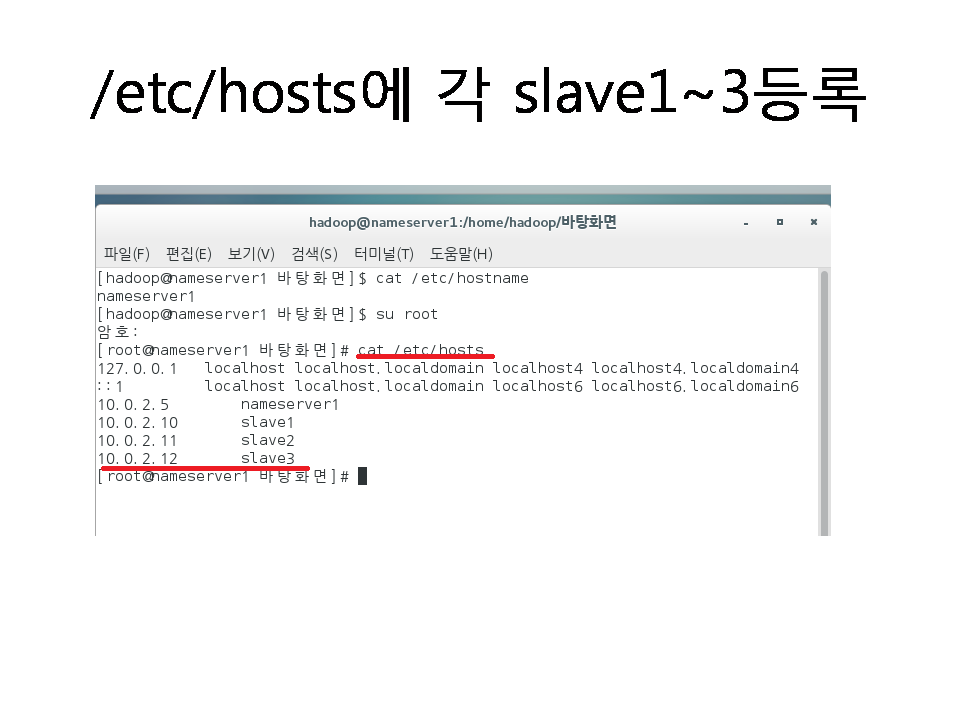 /etc/hosts에 각 slave1~3등록
hadoop@nameserver1:/home/hadoop/바탕화면
파일(F) 편집(E) 보기(V) 검색(S) 터미널(T) 도움말(H)
[hadoop@nameserver1 바탕화면]$ cat /etc/hostname
nameserver1
[hadoop@nameserver1 바탕화면]$ su root
암호:
[root@nameserver1 바탕화면]# cat /etc/hosts
127.0.0.1   localhost localhost.localdomain localhost4 localhost4.localdomain4
::1         localhost localhost.localdomain localhost6 localhost6.localdomain6
10.0.2.5        nameserver1
10.0.2.10       slave1
10.0.2.11       slave2
10.0.2.12       slave3
[root@nameserver1 바탕화면]#